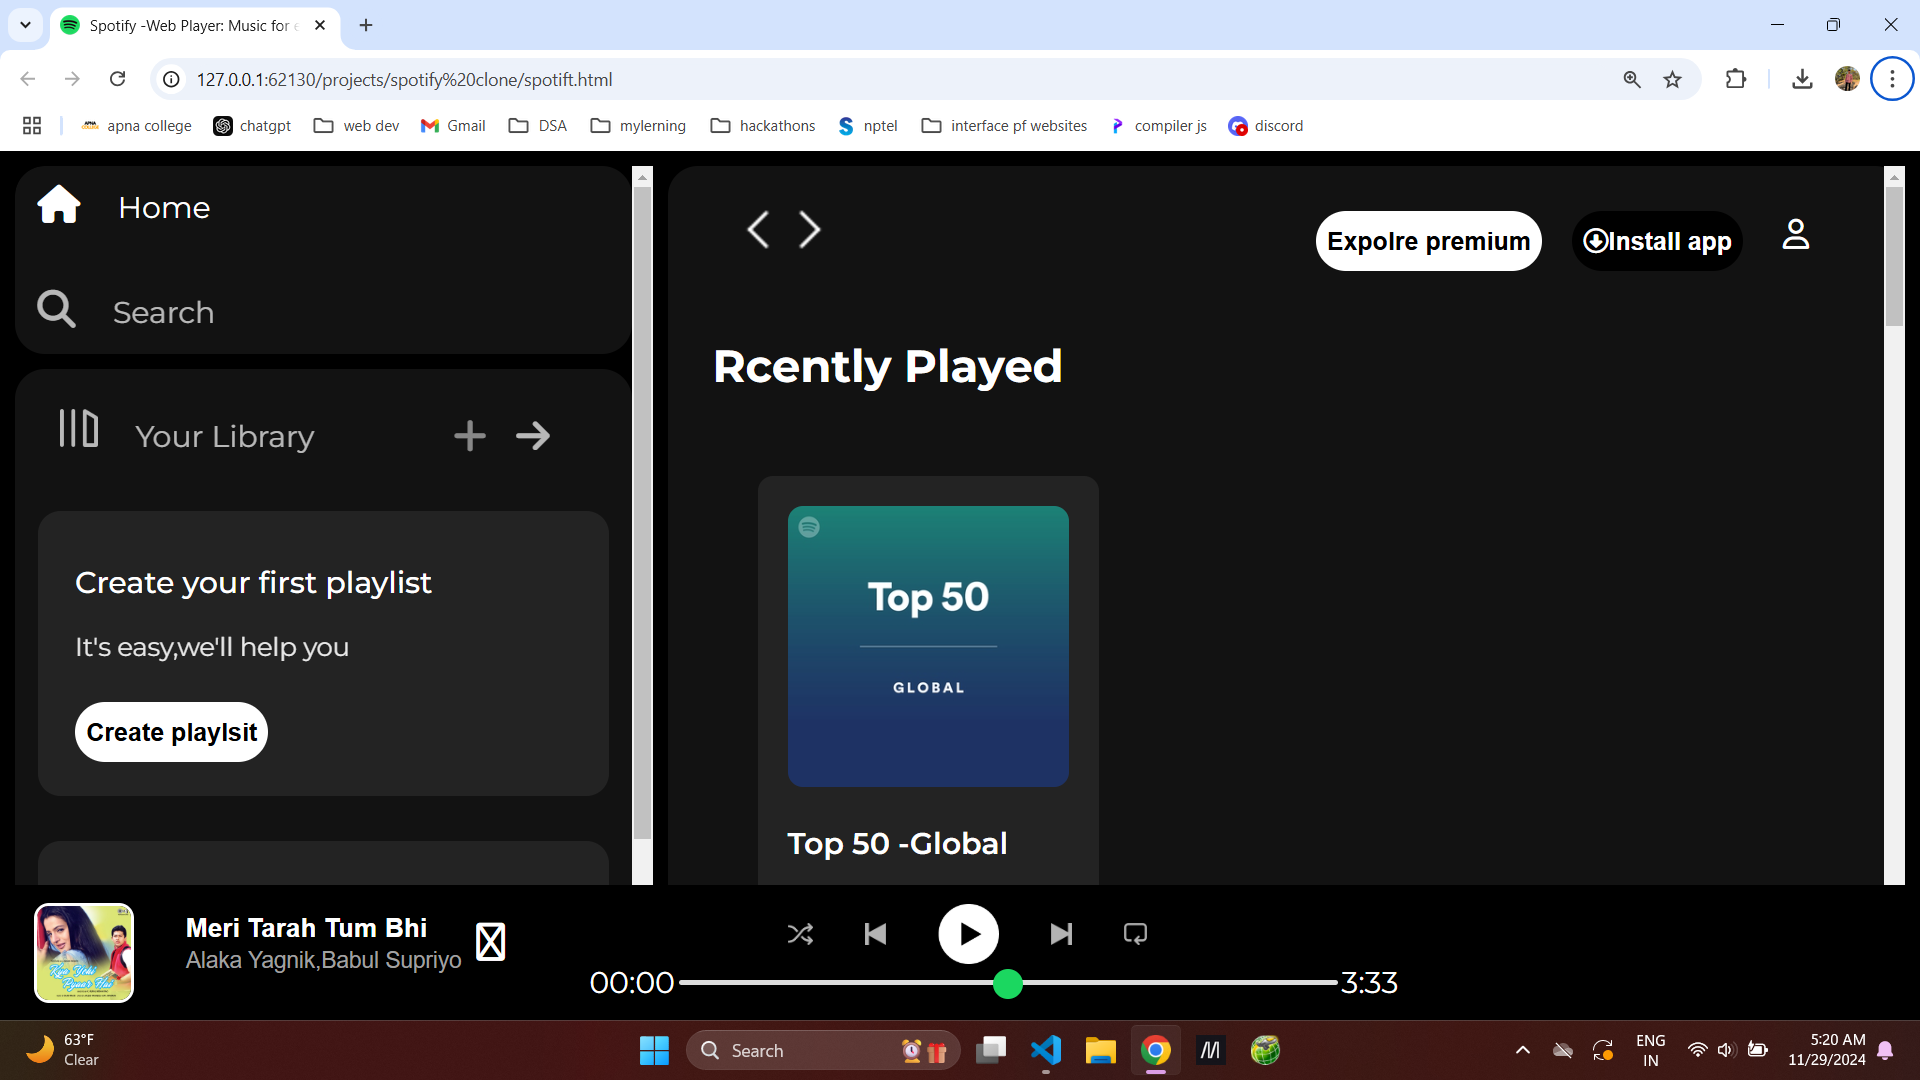 Spotify -Web Player: Music for e
127.0.0.1:62130/projects/spotify%20clone/spotift.html
apna college
chatgpt
web dev
Gmail
DSA
mylerning
hackathons
nptel
interface pf websites
compiler js
discord
Home
Search
Your Library
Create your first playlist
It's easy,we'll help you
Create playlsit
Expolre premium
Install app
Rcently Played
Top 50
GLOBAL
Top 50 -Global
Meri Tarah Tum Bhi
Alaka Yagnik,Babul Supriyo
00:00
3:33
63°F
Clear
Search
ENG
IN
5:20 AM
11/29/2024